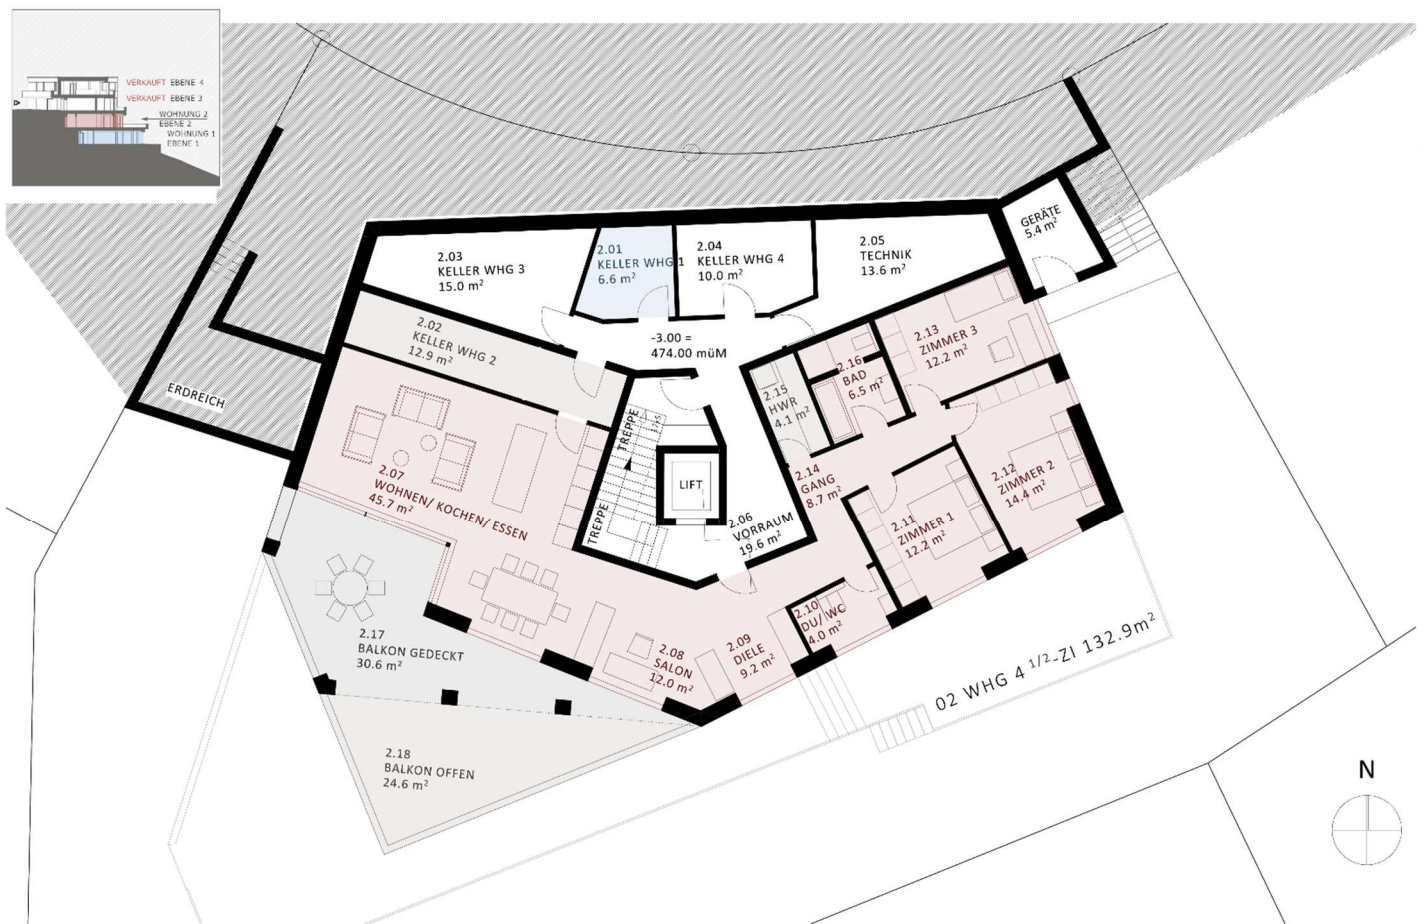 VERKAUFT EBENE 4
VERKAUFT EBENE 3
WOHNUNG 2
EBENE 2
WOHNUNG 1
EBENE 1
GERÄTE
5.4 m²
2.03
KELLER WHG 3
15.0 m²
2.01
KELLER WHG 1
6.6 m²
2.04
KELLER WHG 4
10.0 m²
2.05
TECHNIK
13.6 m²
2.02
KELLER WHG 2
12.9 m²
-3.00 =
474.00 müM
2.13
ZIMMER 3
12.2 m²
2.16
BAD
6.5 m²
2.15
HWR
4.1 m²
ERDREICH
TREPPE
TREPPE
LIFT
2.07
WOHNEN/ KOCHEN/ ESSEN
45.7 m²
2.14
GANG
8.7 m²
2.12
ZIMMER 2
14.4 m²
2.06
VORRAUM
19.6 m²
2.11
ZIMMER 1
12.2 m²
2.10
DU/ WC
4.0 m²
2.17
BALKON GEDECKT
30.6 m²
2.08
SALON
12.0 m²
2.09
DIELE
9.2 m²
02 WHG 4 1/2-ZI 132.9m²
2.18
BALKON OFFEN
24.6 m²
N